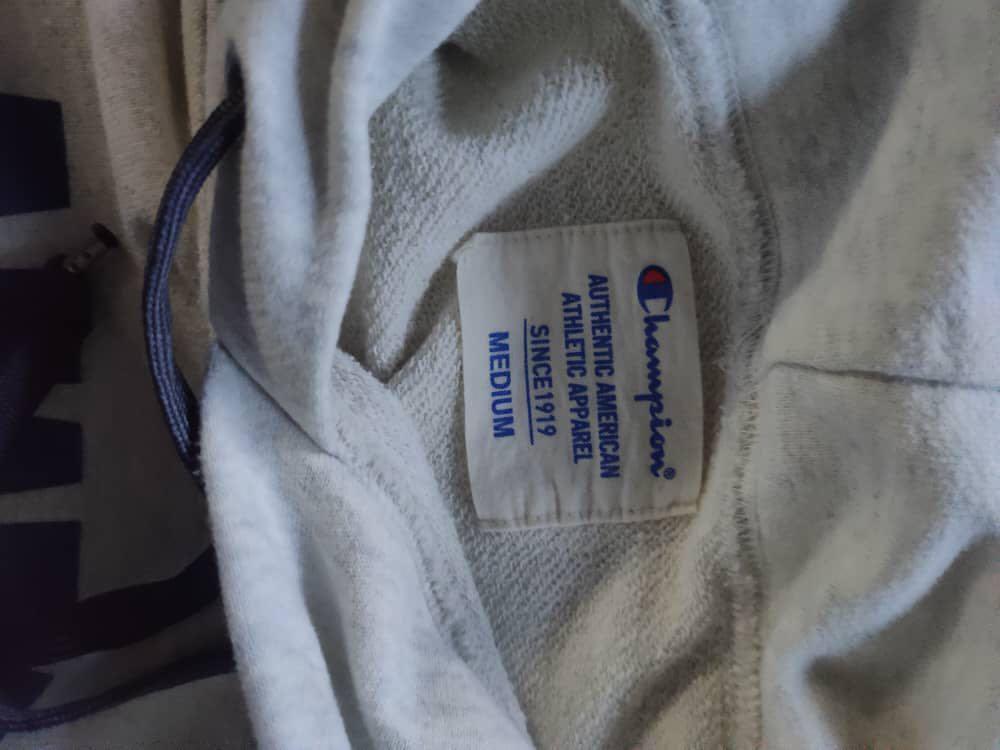 Champion®
AUTHENTIC AMERICAN
ATHLETIC APPAREL
SINCE 1919
MEDIUM